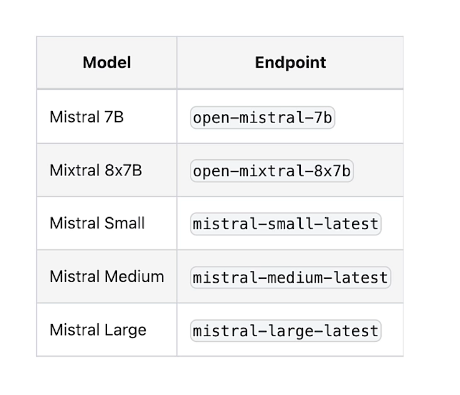 Model Endpoint
Mistral 7B open-mistral-7b
Mixtral 8x7B open-mixtral-8x7b
Mistral Small mistral-small-latest
Mistral Medium mistral-medium-latest
Mistral Large mistral-large-latest